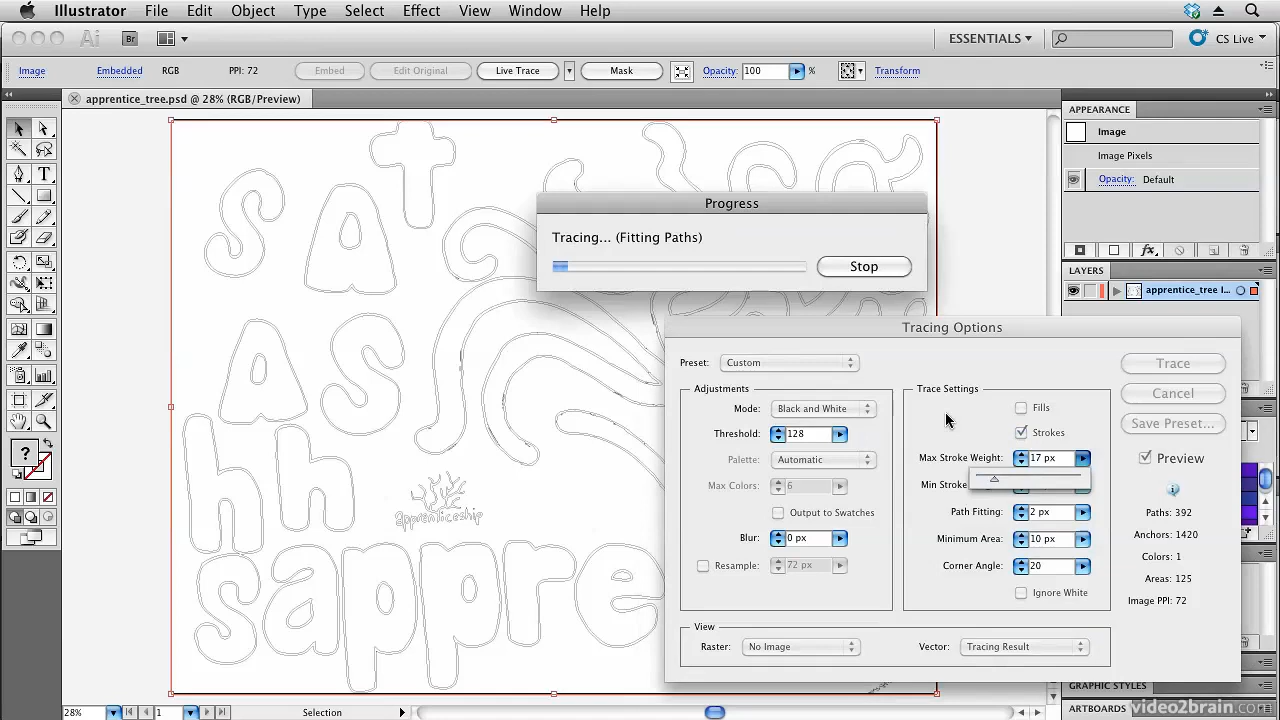 Illustrator File Edit Object Type Select Effect View Window Help
Ai Br ESSENTIALS CS Live
Image Embedded RGB PPI: 72 Embed Edit Original Live Trace Mask Opacity: 100 % Transform
apprentice_tree.psd @ 28% (RGB/Preview)
APPEARANCE
Image
Image Pixels
Opacity: Default
fx
LAYERS
apprentice_tree I...
Progress
Tracing... (Fitting Paths)
Stop
Tracing Options
Preset: Custom
Trace
Cancel
Save Preset...
Preview
Adjustments
Mode: Black and White
Threshold: 128
Palette: Automatic
Max Colors: 6
Output to Swatches
Blur: 0 px
Resample: 72 px
Trace Settings
Fills
Strokes
Max Stroke Weight: 17 px
Min Stroke
Path Fitting: 2 px
Minimum Area: 10 px
Corner Angle: 20
Ignore White
Paths: 392
Anchors: 1420
Colors: 1
Areas: 125
Image PPI: 72
View
Raster: No Image
Vector: Tracing Result
s A t
A s
h h
s a p p r e
apprenticeship
GRAPHIC STYLES
ARTBOARDS
28% 1 Selection
video2brain.com